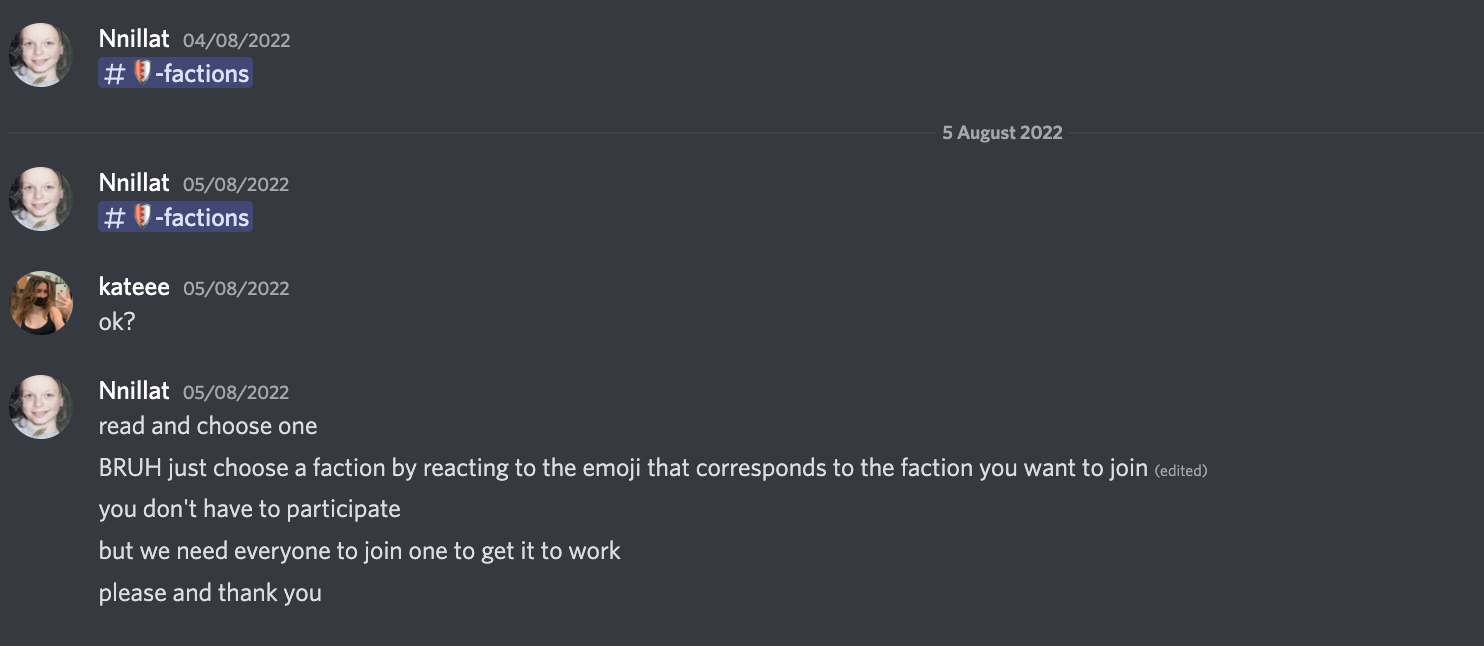 Nnillat 04/08/2022
# 🛡-factions
5 August 2022
Nnillat 05/08/2022
# 🛡-factions
kateee 05/08/2022
ok?
Nnillat 05/08/2022
read and choose one
BRUH just choose a faction by reacting to the emoji that corresponds to the faction you want to join (edited)
you don't have to participate
but we need everyone to join one to get it to work
please and thank you